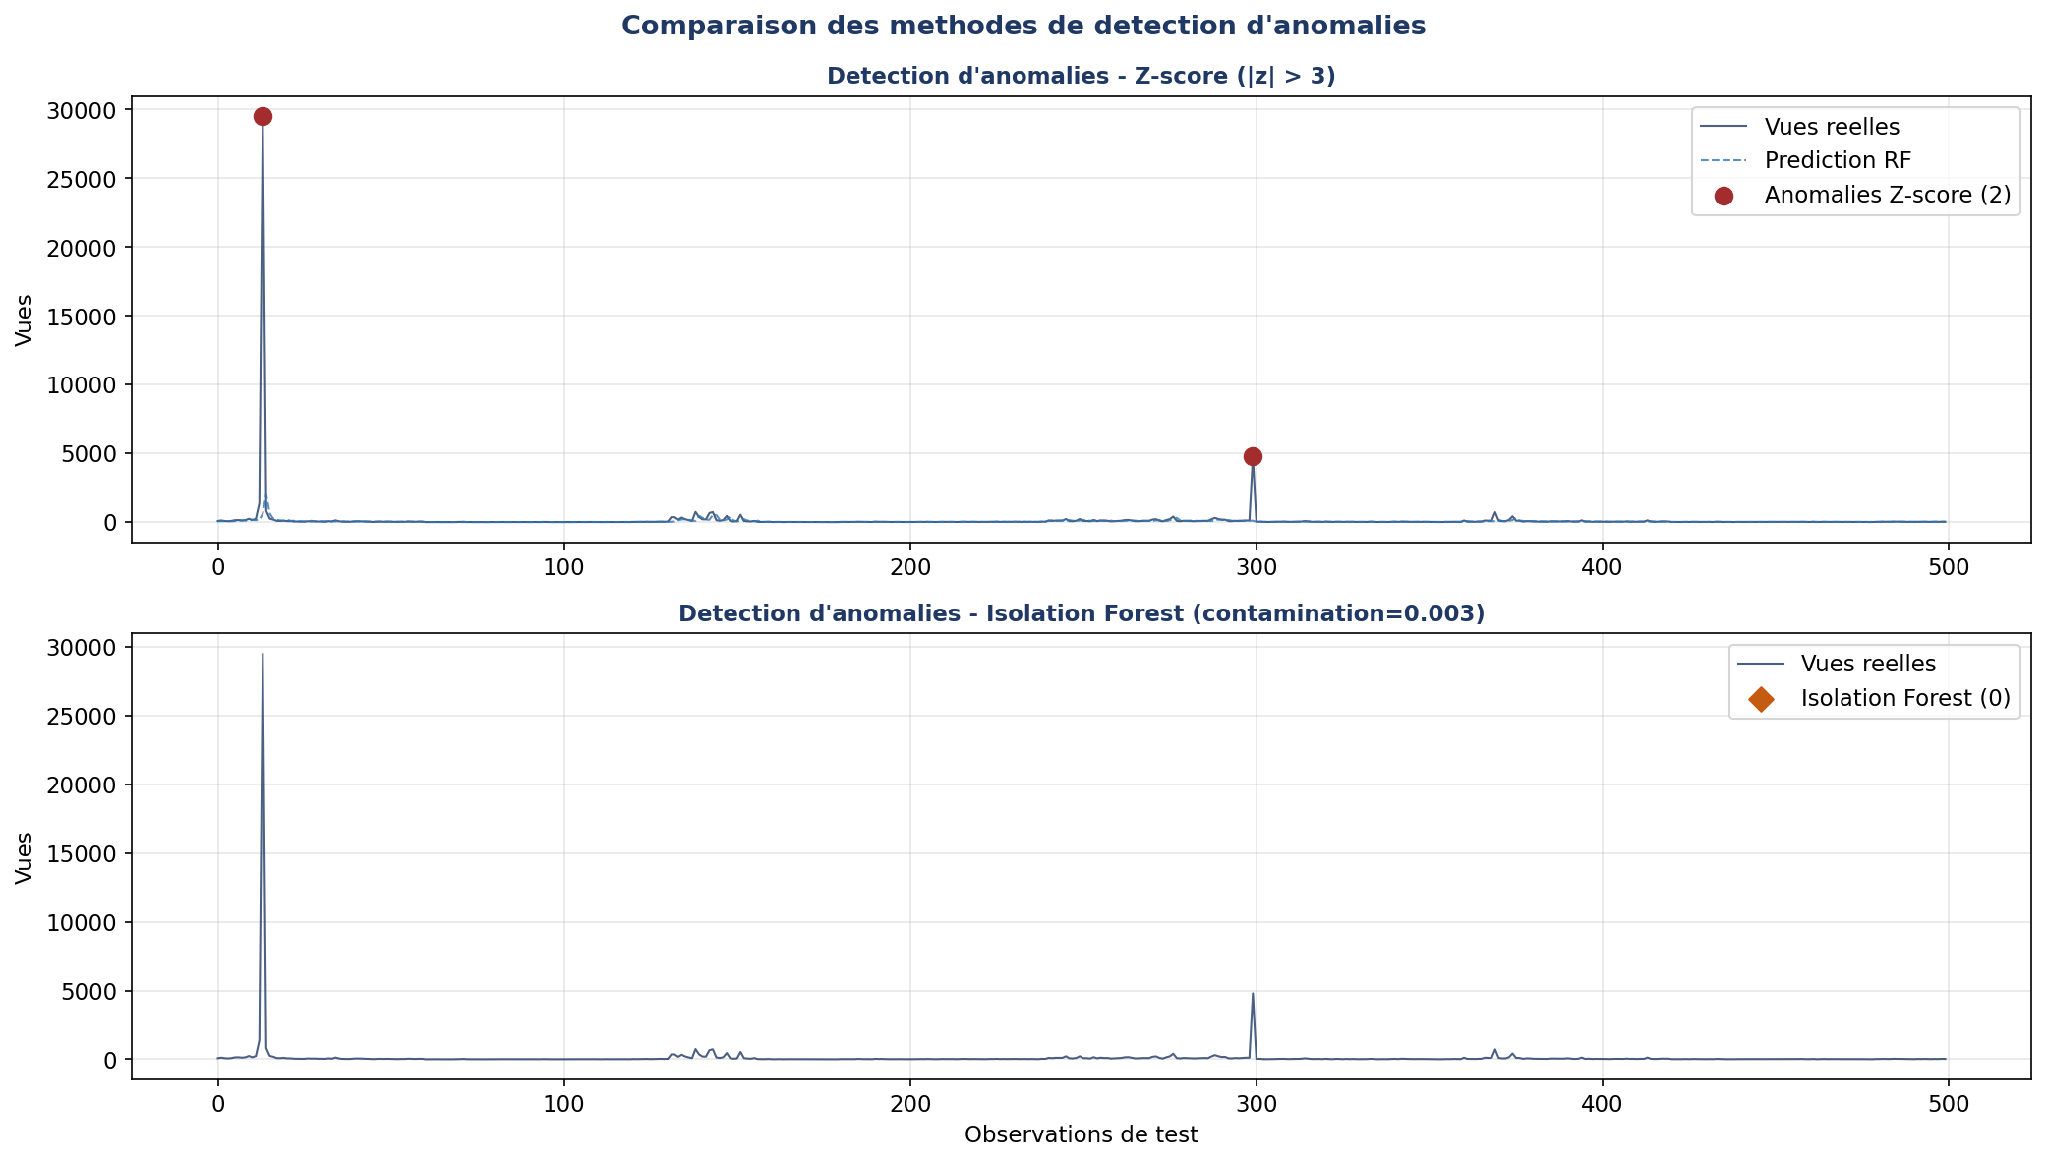 Comparaison des methodes de detection d'anomalies
Detection d'anomalies - Z-score (|z| > 3)
30000
25000
20000
15000
10000
5000
0
Vues
Vues reelles
Prediction RF
Anomalies Z-score (2)
0 100 200 300 400 500
Detection d'anomalies - Isolation Forest (contamination=0.003)
30000
25000
20000
15000
10000
5000
0
Vues
Vues reelles
Isolation Forest (0)
0 100 200 300 400 500
Observations de test